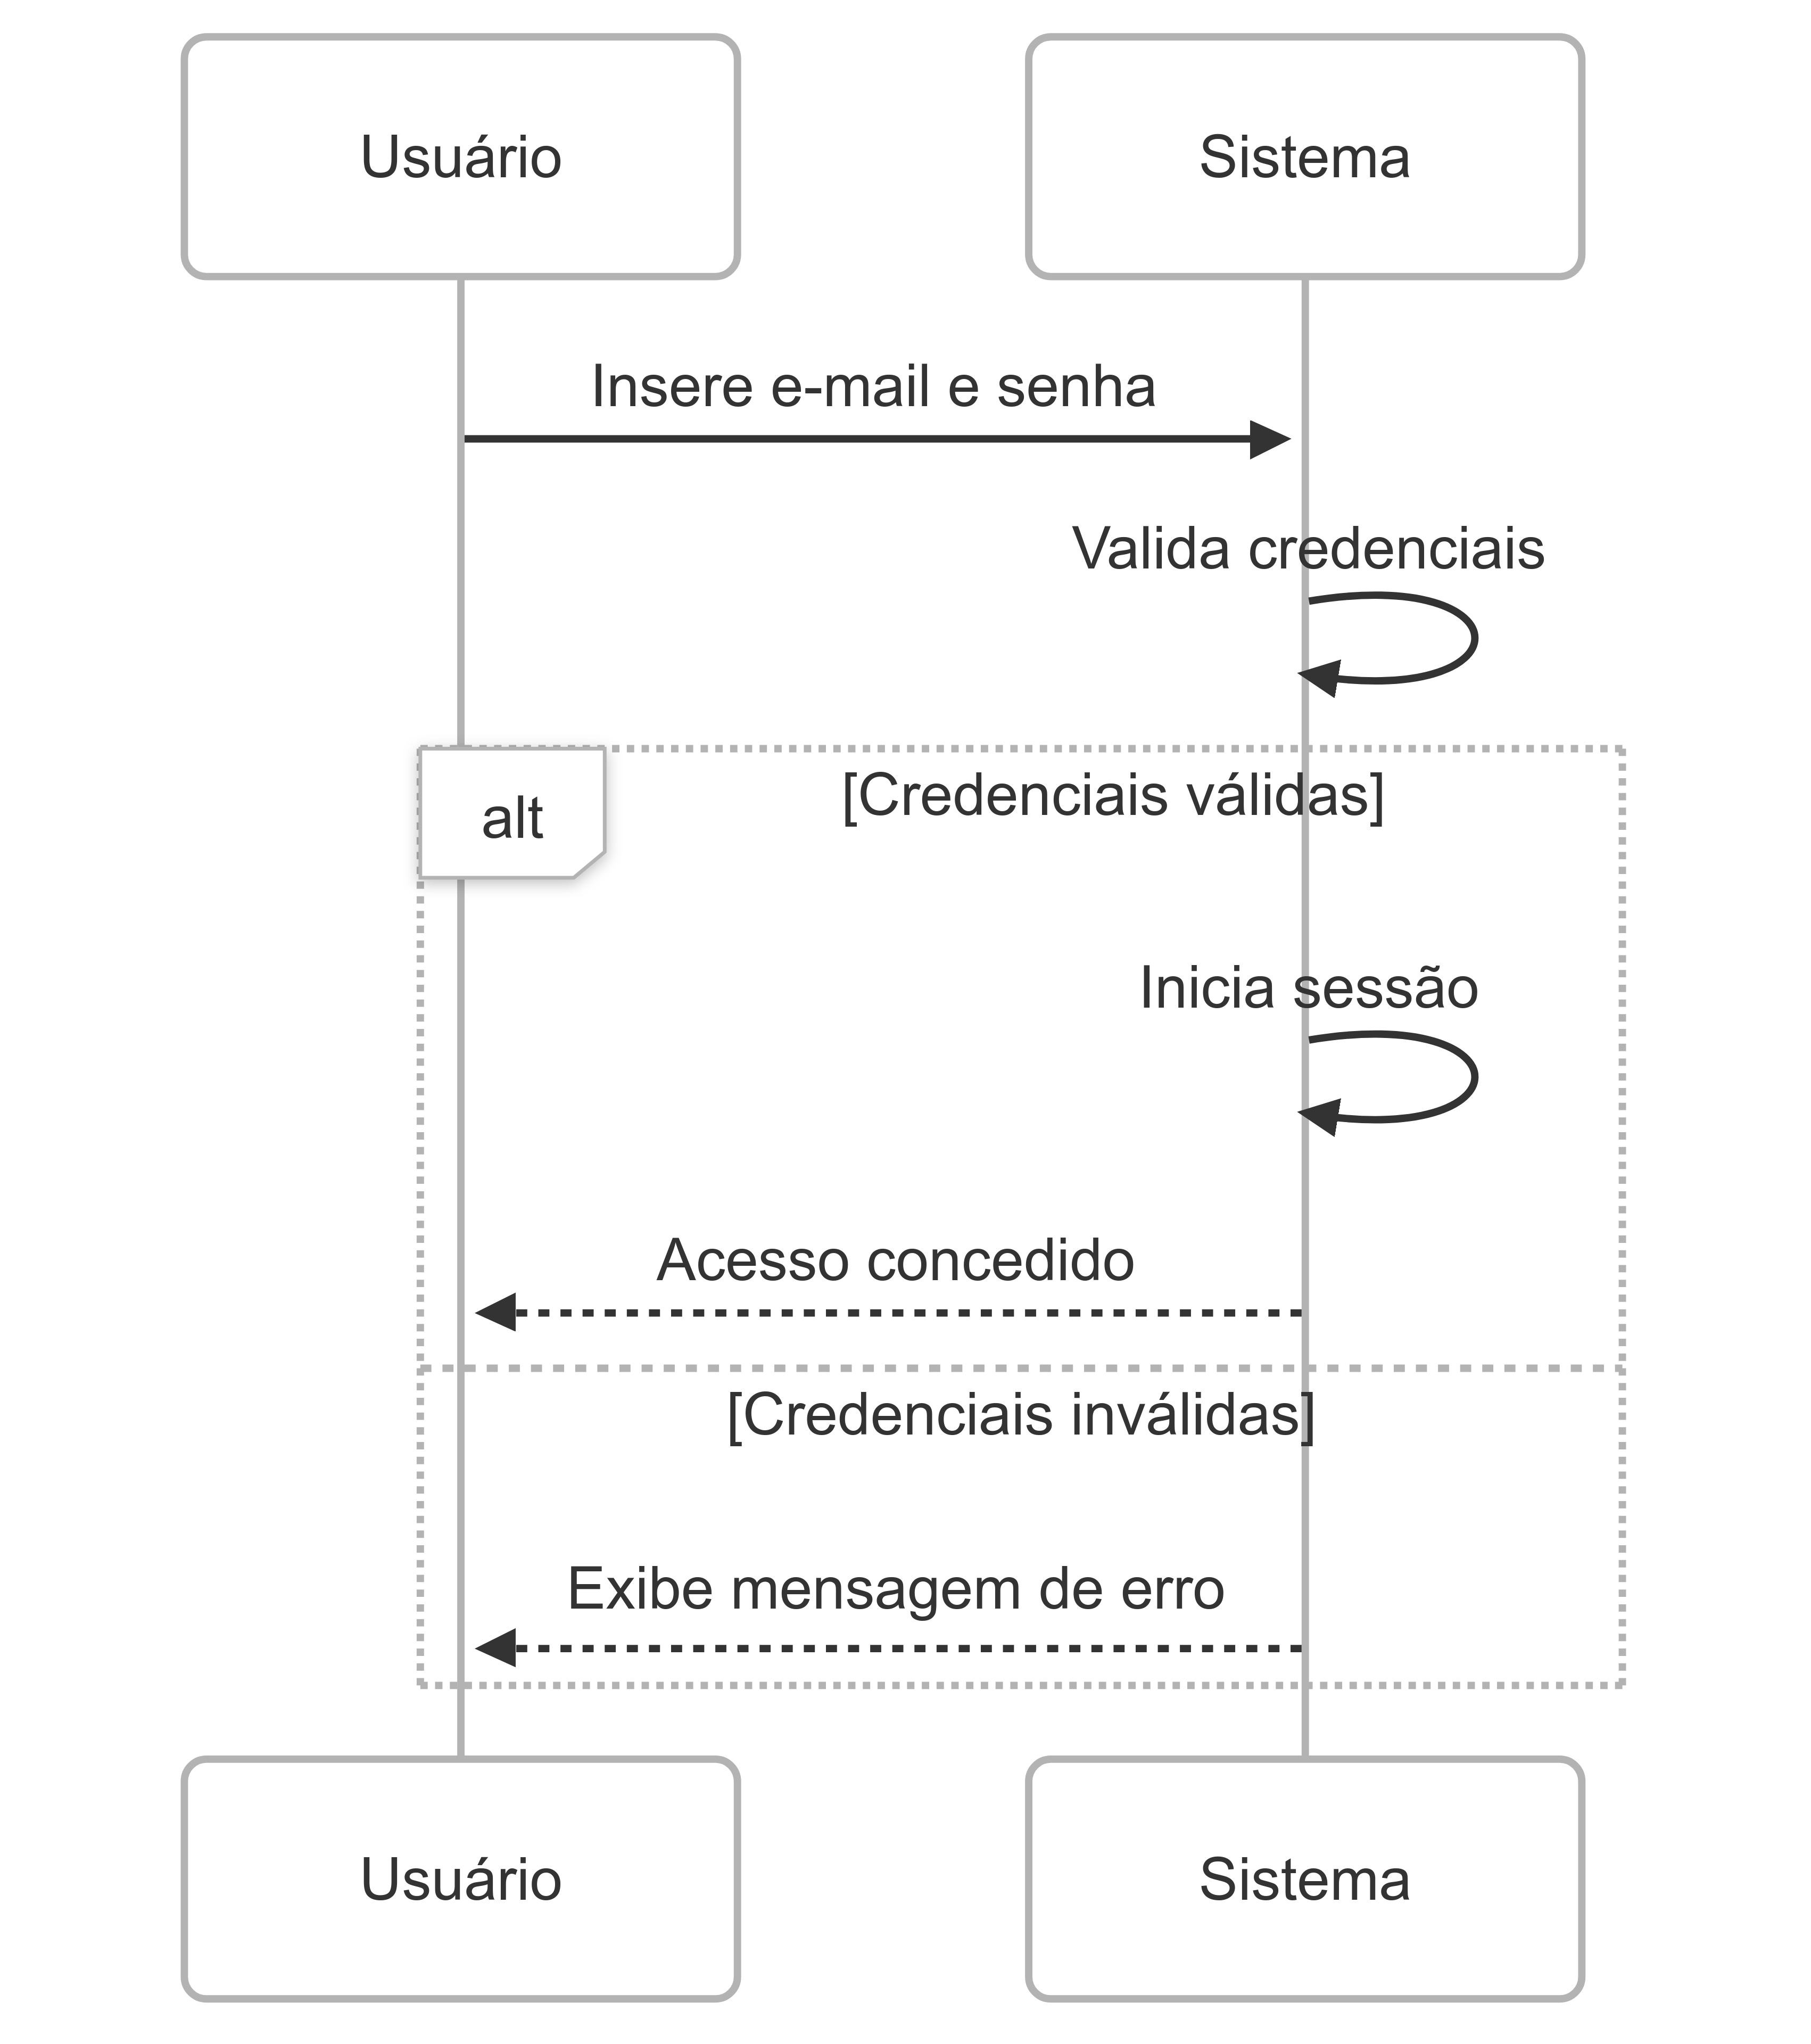 Usuário
Sistema
Insere e-mail e senha
Valida credenciais
alt
[Credenciais válidas]
Inicia sessão
Acesso concedido
[Credenciais inválidas]
Exibe mensagem de erro
Usuário
Sistema